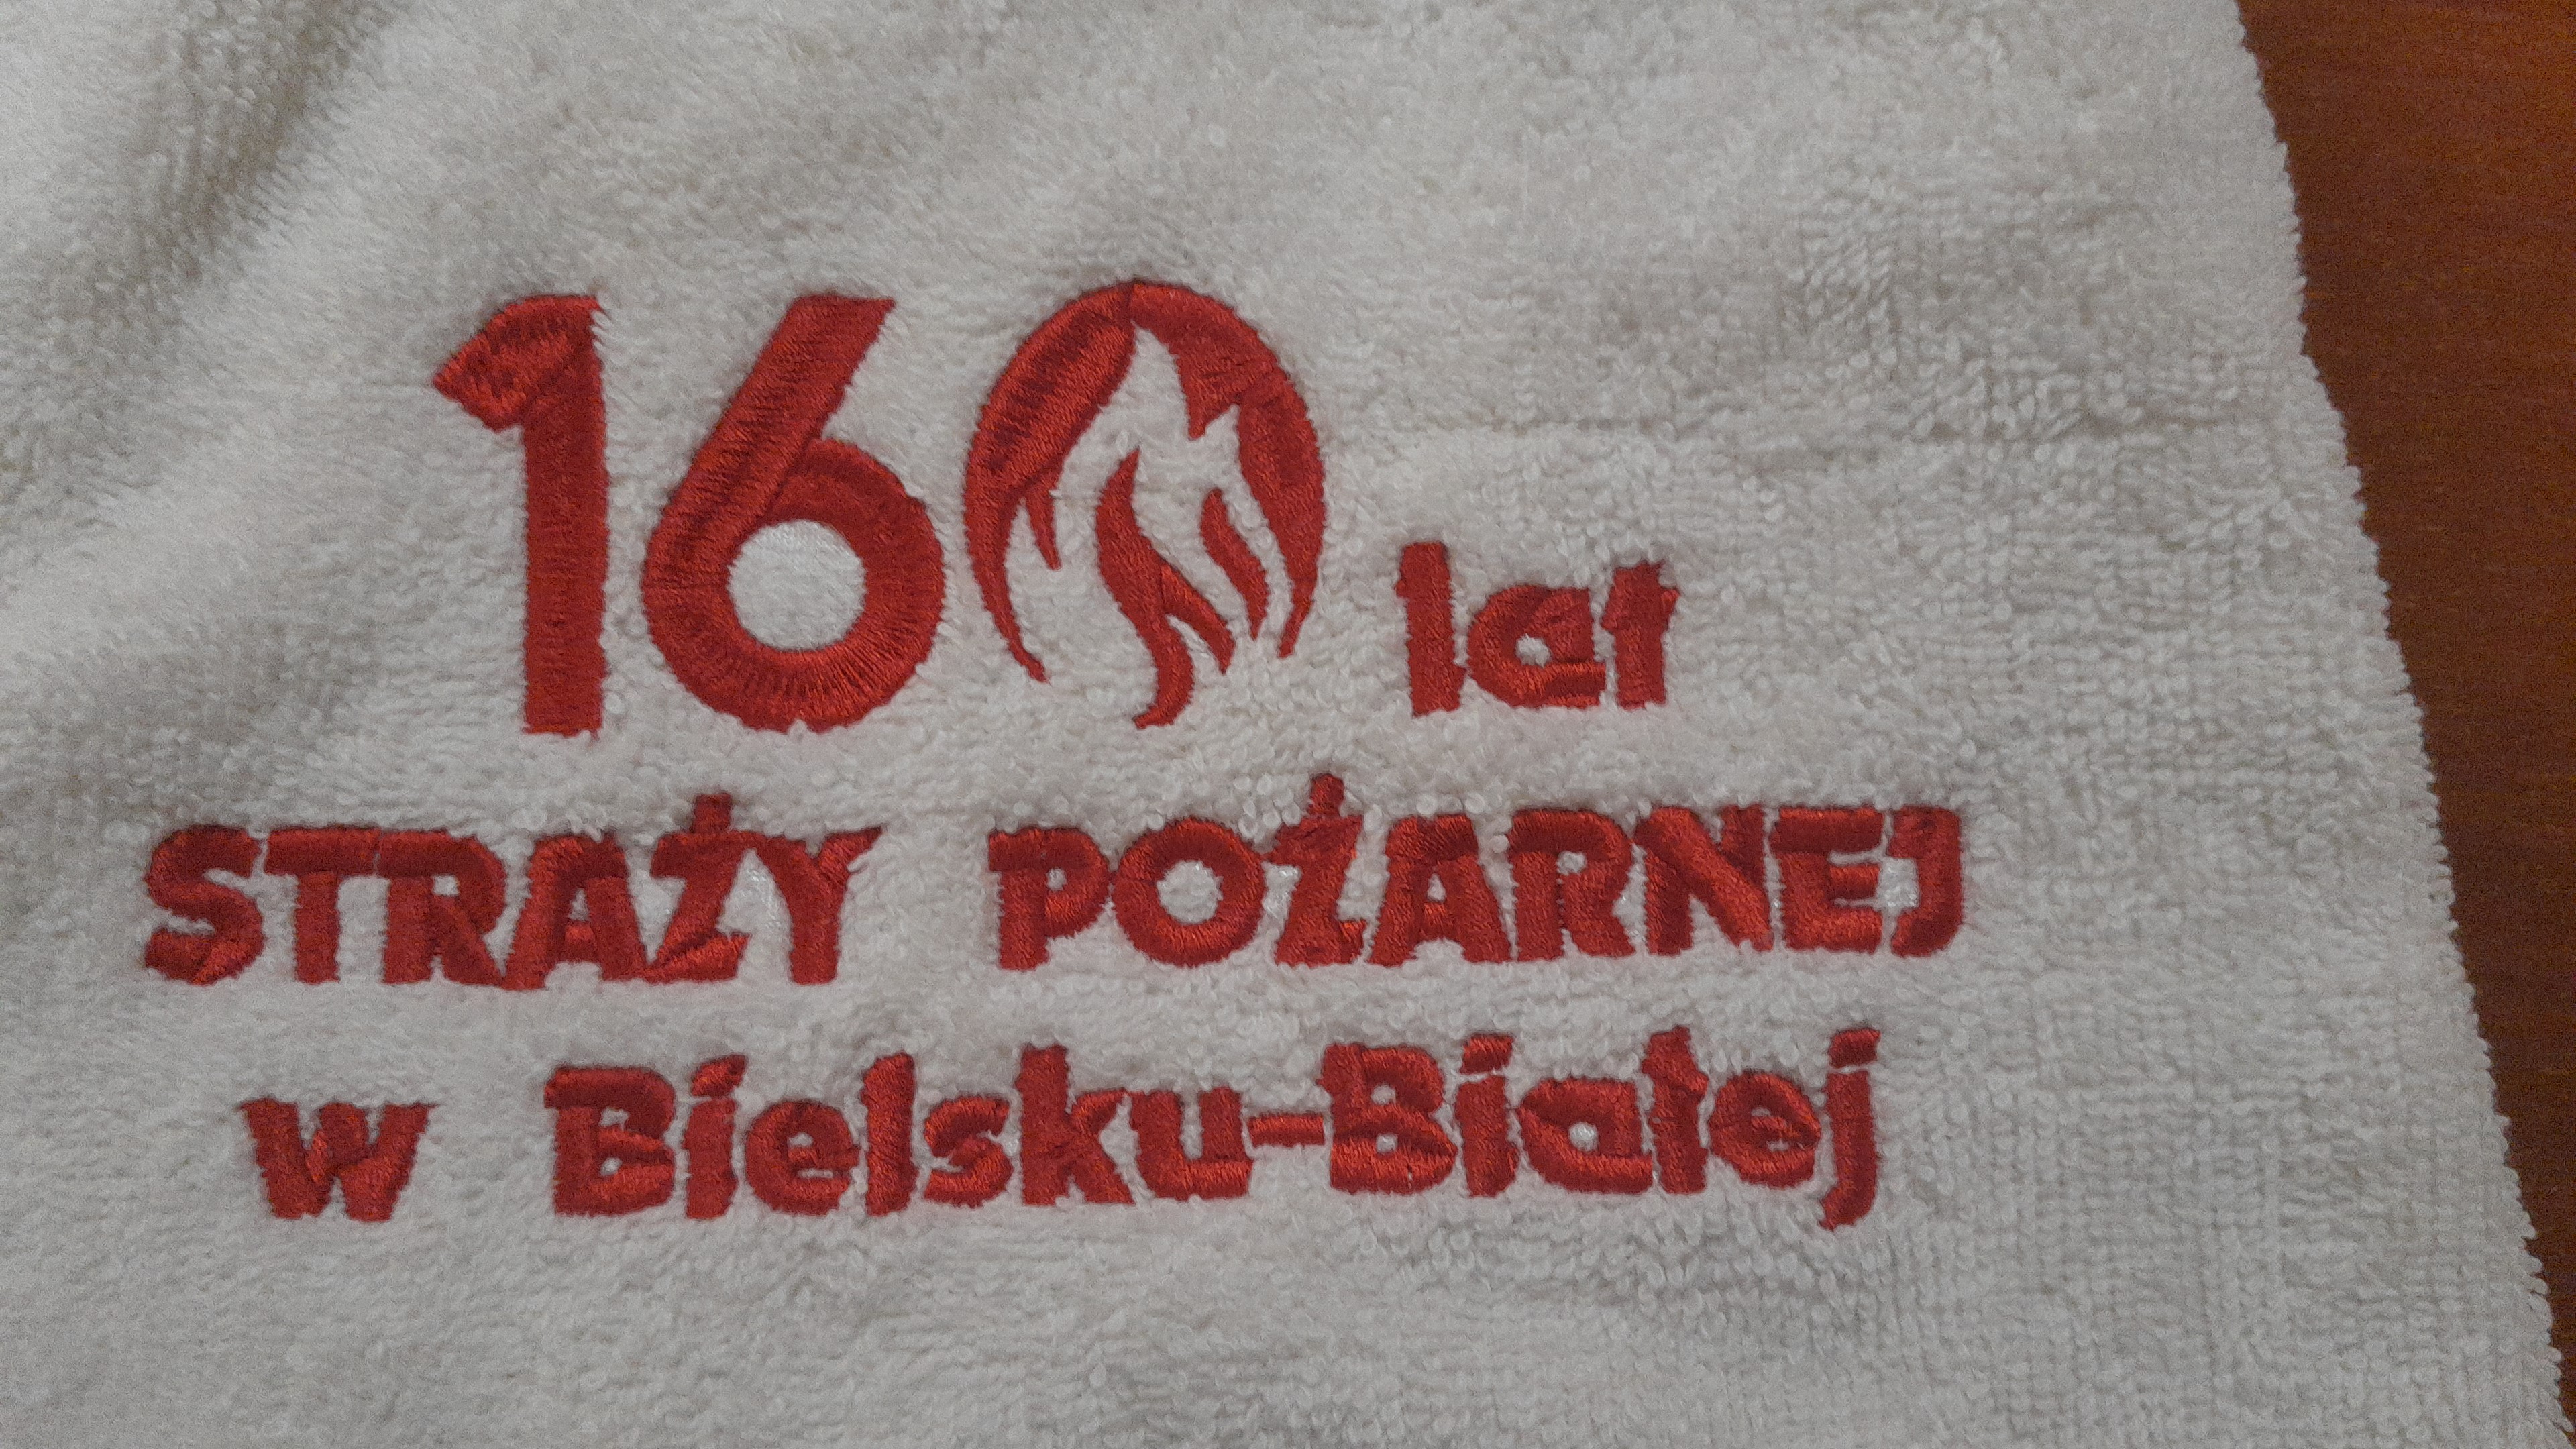 160 lat
STRAŻY POŻARNEJ
w Bielsku-Białej